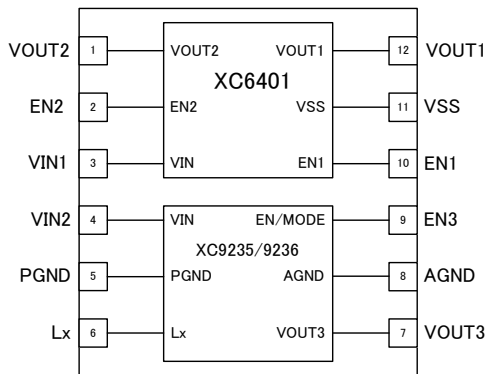 VOUT2 1 VOUT2 VOUT1 12 VOUT1
XC6401
EN2 2 EN2 VSS 11 VSS
VIN1 3 VIN EN1 10 EN1
VIN2 4 VIN EN/MODE 9 EN3
XC9235/9236
PGND 5 PGND AGND 8 AGND
Lx 6 Lx VOUT3 7 VOUT3